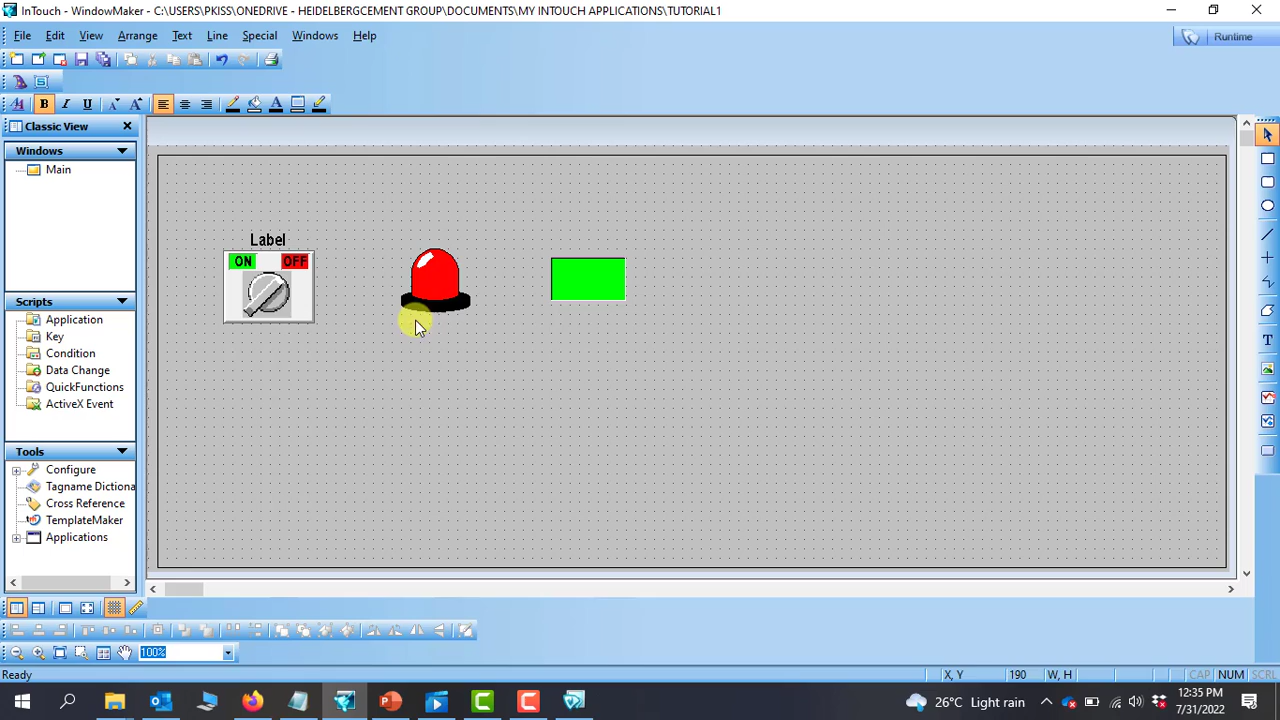 InTouch - WindowMaker - C:\USERS\PKISS\ONEDRIVE - HEIDELBERGCEMENT GROUP\DOCUMENTS\MY INTOUCH APPLICATIONS\TUTORIAL1
File Edit View Arrange Text Line Special Windows Help
Runtime
B I U
Classic View
Windows
Main
Label
ON OFF
Scripts
Application
Key
Condition
Data Change
QuickFunctions
ActiveX Event
Tools
Configure
Tagname Dictiona
Cross Reference
TemplateMaker
Applications
100%
Ready
X, Y 190 W, H CAP NUM SCRL
26°C Light rain
12:35 PM
7/31/2022